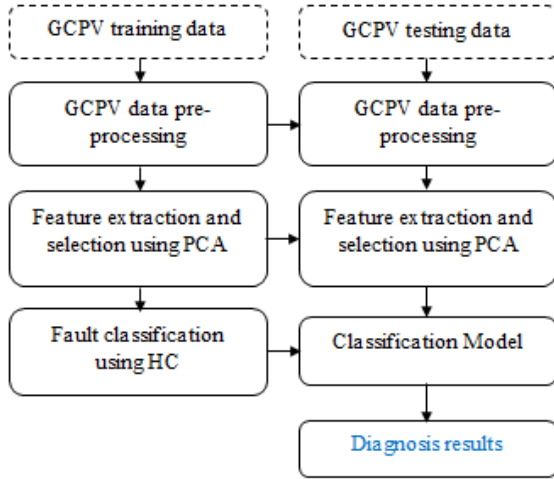 GCPV training data
GCPV testing data
GCPV data pre-
processing
GCPV data pre-
processing
Feature extraction and
selection using PCA
Feature extraction and
selection using PCA
Fault classification
using HC
Classification Model
Diagnosis results